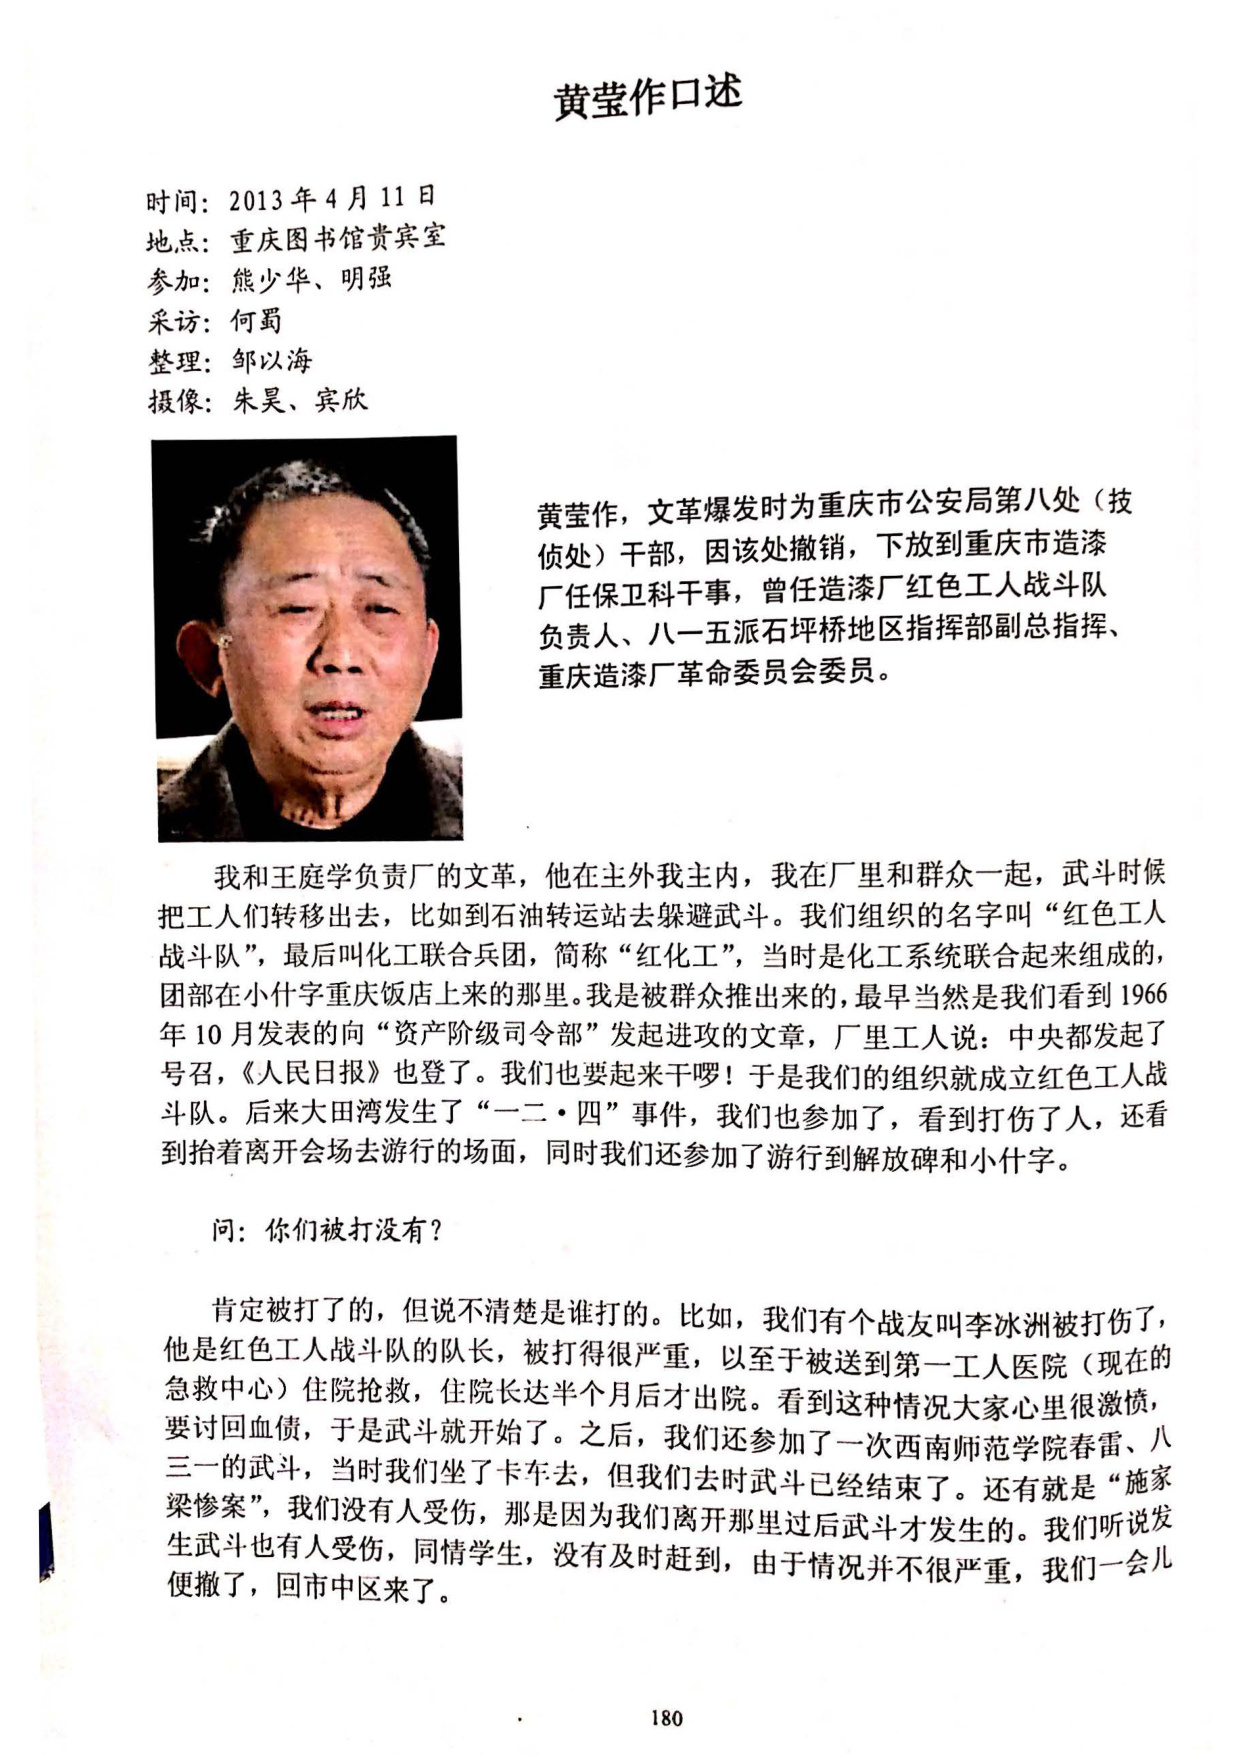 黄莹作口述
时间：2013年4月11日
地点：重庆图书馆贵宾室
参加：熊少华、明强
采访：何蜀
整理：邹以海
摄像：朱昊、宾欣
黄莹作，文革爆发时为重庆市公安局第八处（技
侦处）干部，因该处撤销，下放到重庆市造漆
厂任保卫科干事，曾任造漆厂红色工人战斗队
负责人、八一五派石坪桥地区指挥部副总指挥、
重庆造漆厂革命委员会委员。
我和王庭学负责厂的文革，他在主外我主内，我在厂里和群众一起，武斗时候
把工人们转移出去，比如到石油转运站去躲避武斗。我们组织的名字叫“红色工人
战斗队”，最后叫化工联合兵团，简称“红化工”，当时是化工系统联合起来组成的，
团部在小什字重庆饭店上来的那里。我是被群众推出来的，最早当然是我们看到1966
年10月发表的向“资产阶级司令部”发起进攻的文章，厂里工人说：中央都发起了
号召，《人民日报》也登了。我们也要起来干啰！于是我们的组织就成立红色工人战
斗队。后来大田湾发生了“一二·四”事件，我们也参加了，看到打伤了人，还看
到抬着离开会场去游行的场面，同时我们还参加了游行到解放碑和小什字。
问：你们被打没有？
肯定被打了的，但说不清楚是谁打的。比如，我们有个战友叫李冰洲被打伤了，
他是红色工人战斗队的队长，被打得很严重，以至于被送到第一工人医院（现在的
急救中心）住院抢救，住院长达半个月后才出院。看到这种情况大家心里很激愤，
要讨回血债，于是武斗就开始了。之后，我们还参加了一次西南师范学院春雷、八
三一的武斗，当时我们坐了卡车去，但我们去时武斗已经结束了。还有就是“施家
梁惨案”，我们没有人受伤，那是因为我们离开那里过后武斗才发生的。我们听说发
生武斗也有人受伤，同情学生，没有及时赶到，由于情况并不很严重，我们一会儿
便撤了，回市中区来了。
180